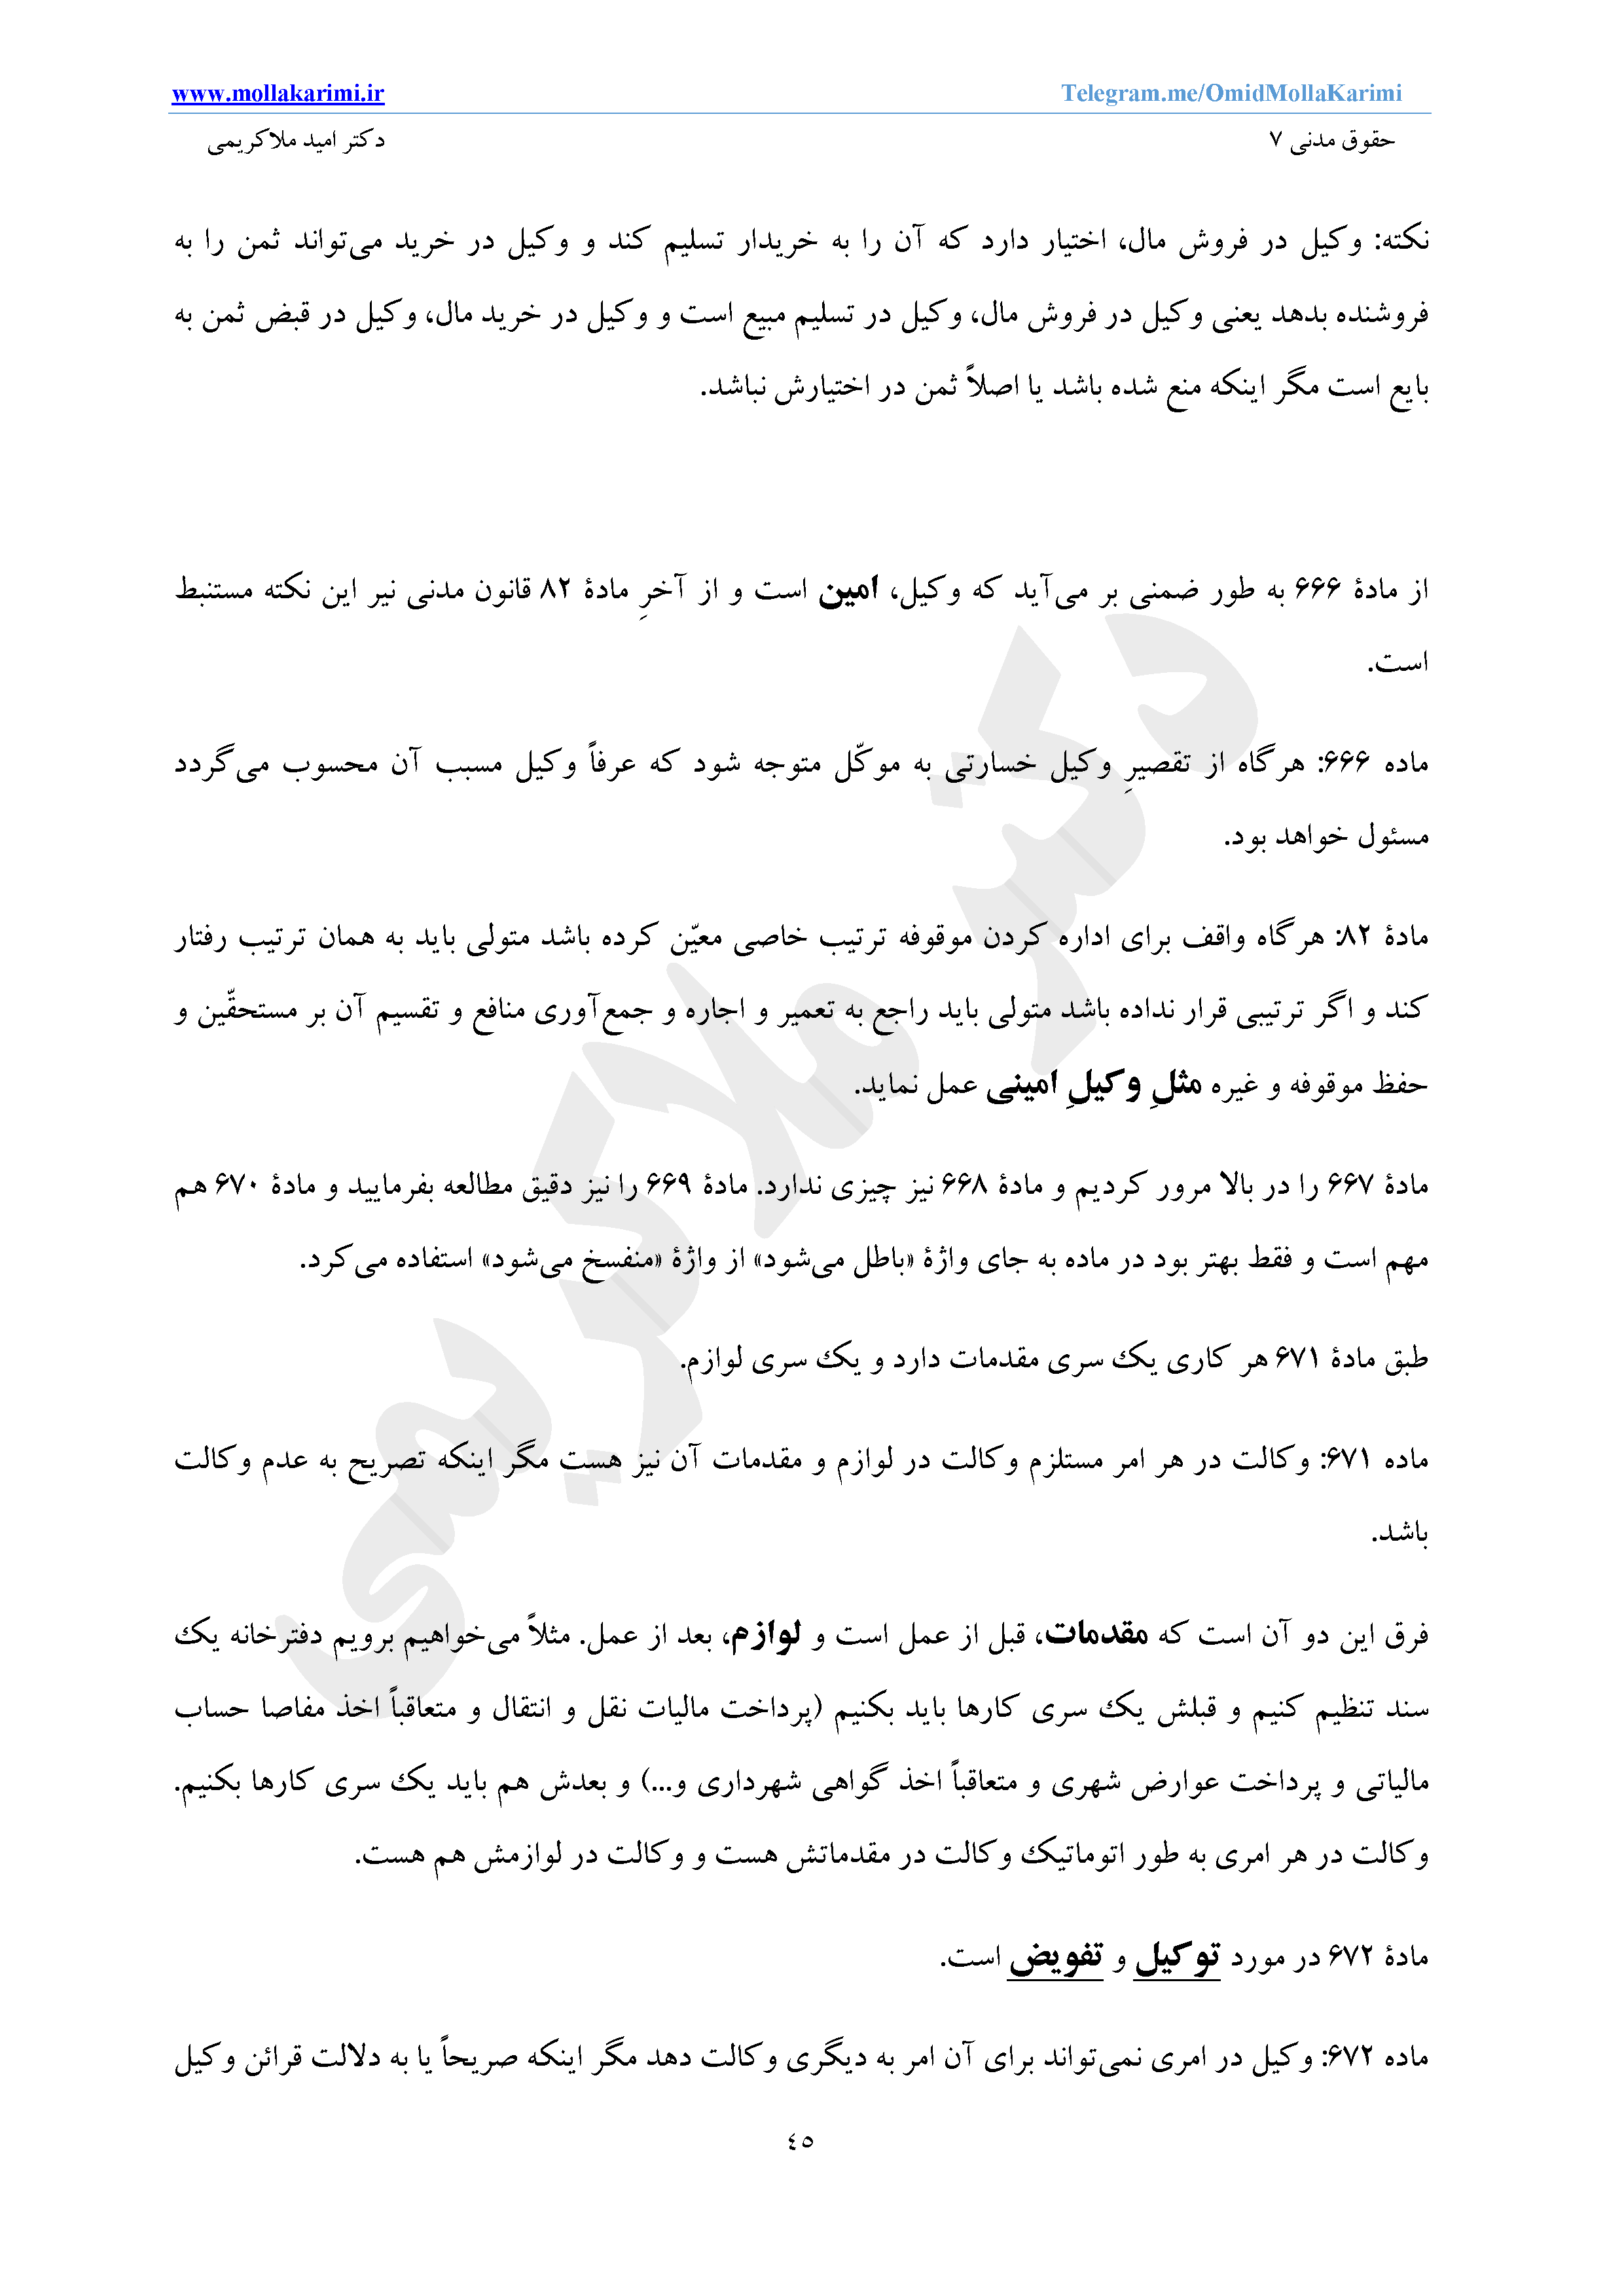 www.mollakarimi.ir Telegram.me/OmidMollaKarimi
حقوق مدنی ۷ دکتر امید ملاکریمی
نکته: وکیل در فروش مال، اختیار دارد که آن را به خریدار تسلیم کند و وکیل در خرید می‌تواند ثمن را به
فروشنده بدهد یعنی وکیل در فروش مال، وکیل در تسلیم مبیع است و وکیل در خرید مال، وکیل در قبض ثمن به
بایع است مگر اینکه منع شده باشد یا اصلاً ثمن در اختیارش نباشد.
از مادۀ ۶۶۶ به طور ضمنی بر می‌آید که وکیل، امین است و از آخرِ مادۀ ۸۲ قانون مدنی نیر این نکته مستنبط
است.
ماده ۶۶۶: هرگاه از تقصیرِ وکیل خسارتی به موکّل متوجه شود که عرفاً وکیل مسبب آن محسوب می‌گردد
مسئول خواهد بود.
مادۀ ۸۲: هرگاه واقف برای اداره کردن موقوفه ترتیب خاصی معیّن کرده باشد متولی باید به همان ترتیب رفتار
کند و اگر ترتیبی قرار نداده باشد متولی باید راجع به تعمیر و اجاره و جمع‌آوری منافع و تقسیم آن بر مستحقّین و
حفظ موقوفه و غیره مثلِ وکیلِ امینی عمل نماید.
مادۀ ۶۶۷ را در بالا مرور کردیم و مادۀ ۶۶۸ نیز چیزی ندارد. مادۀ ۶۶۹ را نیز دقیق مطالعه بفرمایید و مادۀ ۶۷۰ هم
مهم است و فقط بهتر بود در ماده به جای واژۀ «باطل می‌شود» از واژۀ «منفسخ می‌شود» استفاده می‌کرد.
طبق مادۀ ۶۷۱ هر کاری یک سری مقدمات دارد و یک سری لوازم.
ماده ۶۷۱: وکالت در هر امر مستلزم وکالت در لوازم و مقدمات آن نیز هست مگر اینکه تصریح به عدم وکالت
باشد.
فرق این دو آن است که مقدمات، قبل از عمل است و لوازم، بعد از عمل. مثلاً می‌خواهیم برویم دفترخانه یک
سند تنظیم کنیم و قبلش یک سری کارها باید بکنیم (پرداخت مالیات نقل و انتقال و متعاقباً اخذ مفاصا حساب
مالیاتی و پرداخت عوارض شهری و متعاقباً اخذ گواهی شهرداری و...) و بعدش هم باید یک سری کارها بکنیم.
وکالت در هر امری به طور اتوماتیک وکالت در مقدماتش هست و وکالت در لوازمش هم هست.
مادۀ ۶۷۲ در مورد توکیل و تفویض است.
ماده ۶۷۲: وکیل در امری نمی‌تواند برای آن امر به دیگری وکالت دهد مگر اینکه صریحاً یا به دلالت قرائن وکیل
٤٥
دکتر ملاکریمی